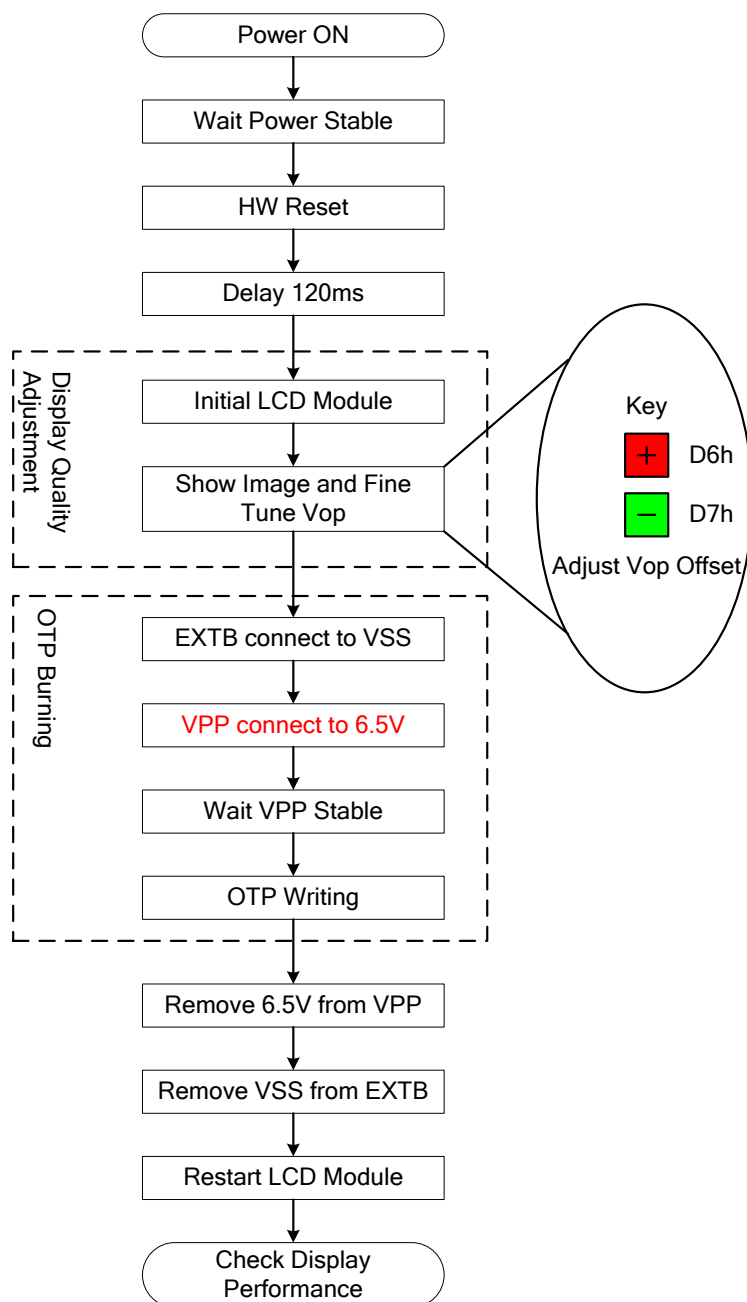 Power ON
Wait Power Stable
HW Reset
Delay 120ms
Display Quality
Adjustment
Initial LCD Module
Show Image and Fine
Tune Vop
Key
+ D6h
− D7h
Adjust Vop Offset
OTP Burning
EXTB connect to VSS
VPP connect to 6.5V
Wait VPP Stable
OTP Writing
Remove 6.5V from VPP
Remove VSS from EXTB
Restart LCD Module
Check Display
Performance